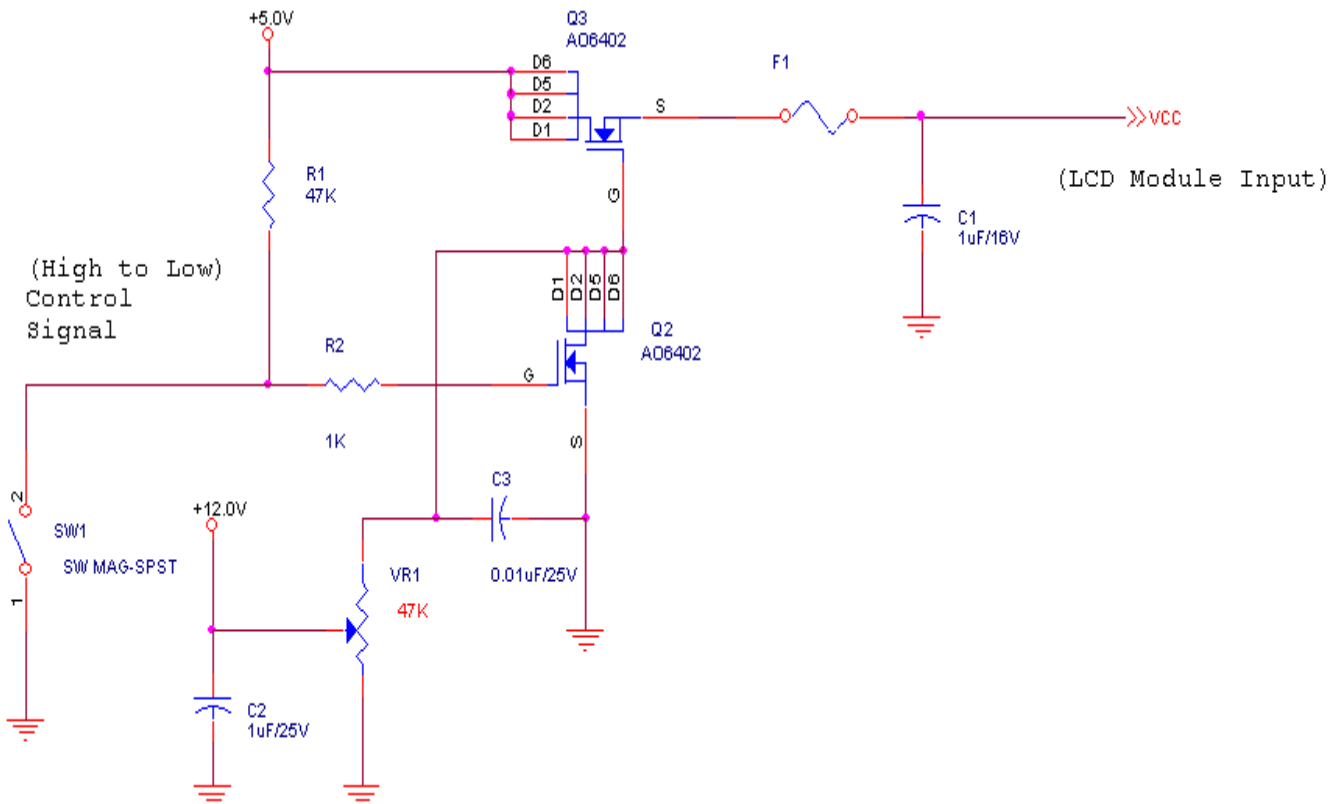 +5.0V
Q3
AO6402
D6
D5
D2
D1
S
G
F1
VCC
(LCD Module Input)
R1
47K
C1
1uF/16V
(High to Low)
Control
Signal
D1
D2
D5
D6
Q2
AO6402
R2
G
1K
S
C3
2
+12.0V
SW1
SW MAG-SPST
VR1
0.01uF/25V
1
47K
C2
1uF/25V